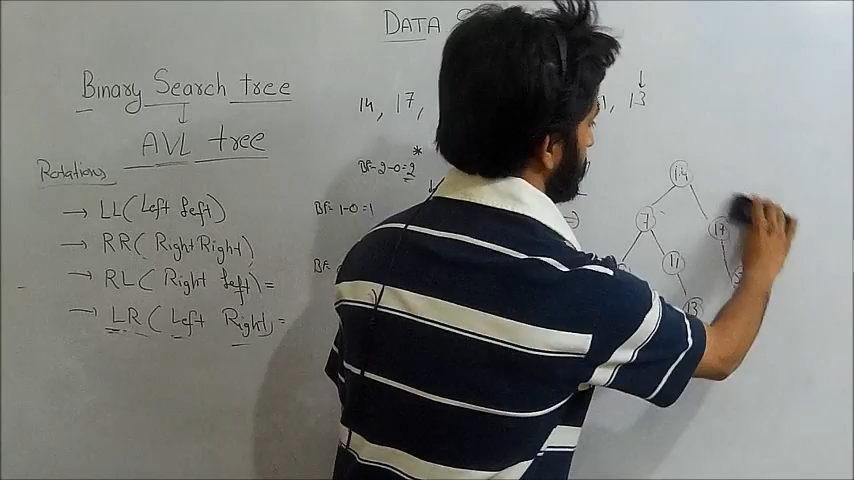 DATA
Binary Search tree
AVL tree
14, 17,
1, 13
Rotations
BF= 2-0=2*
→ LL(Left Left)
BF= 1-0=1
→ RR(Right Right)
→ RL(Right Left)=
→ LR(Left Right)=
14
7
17
11
13